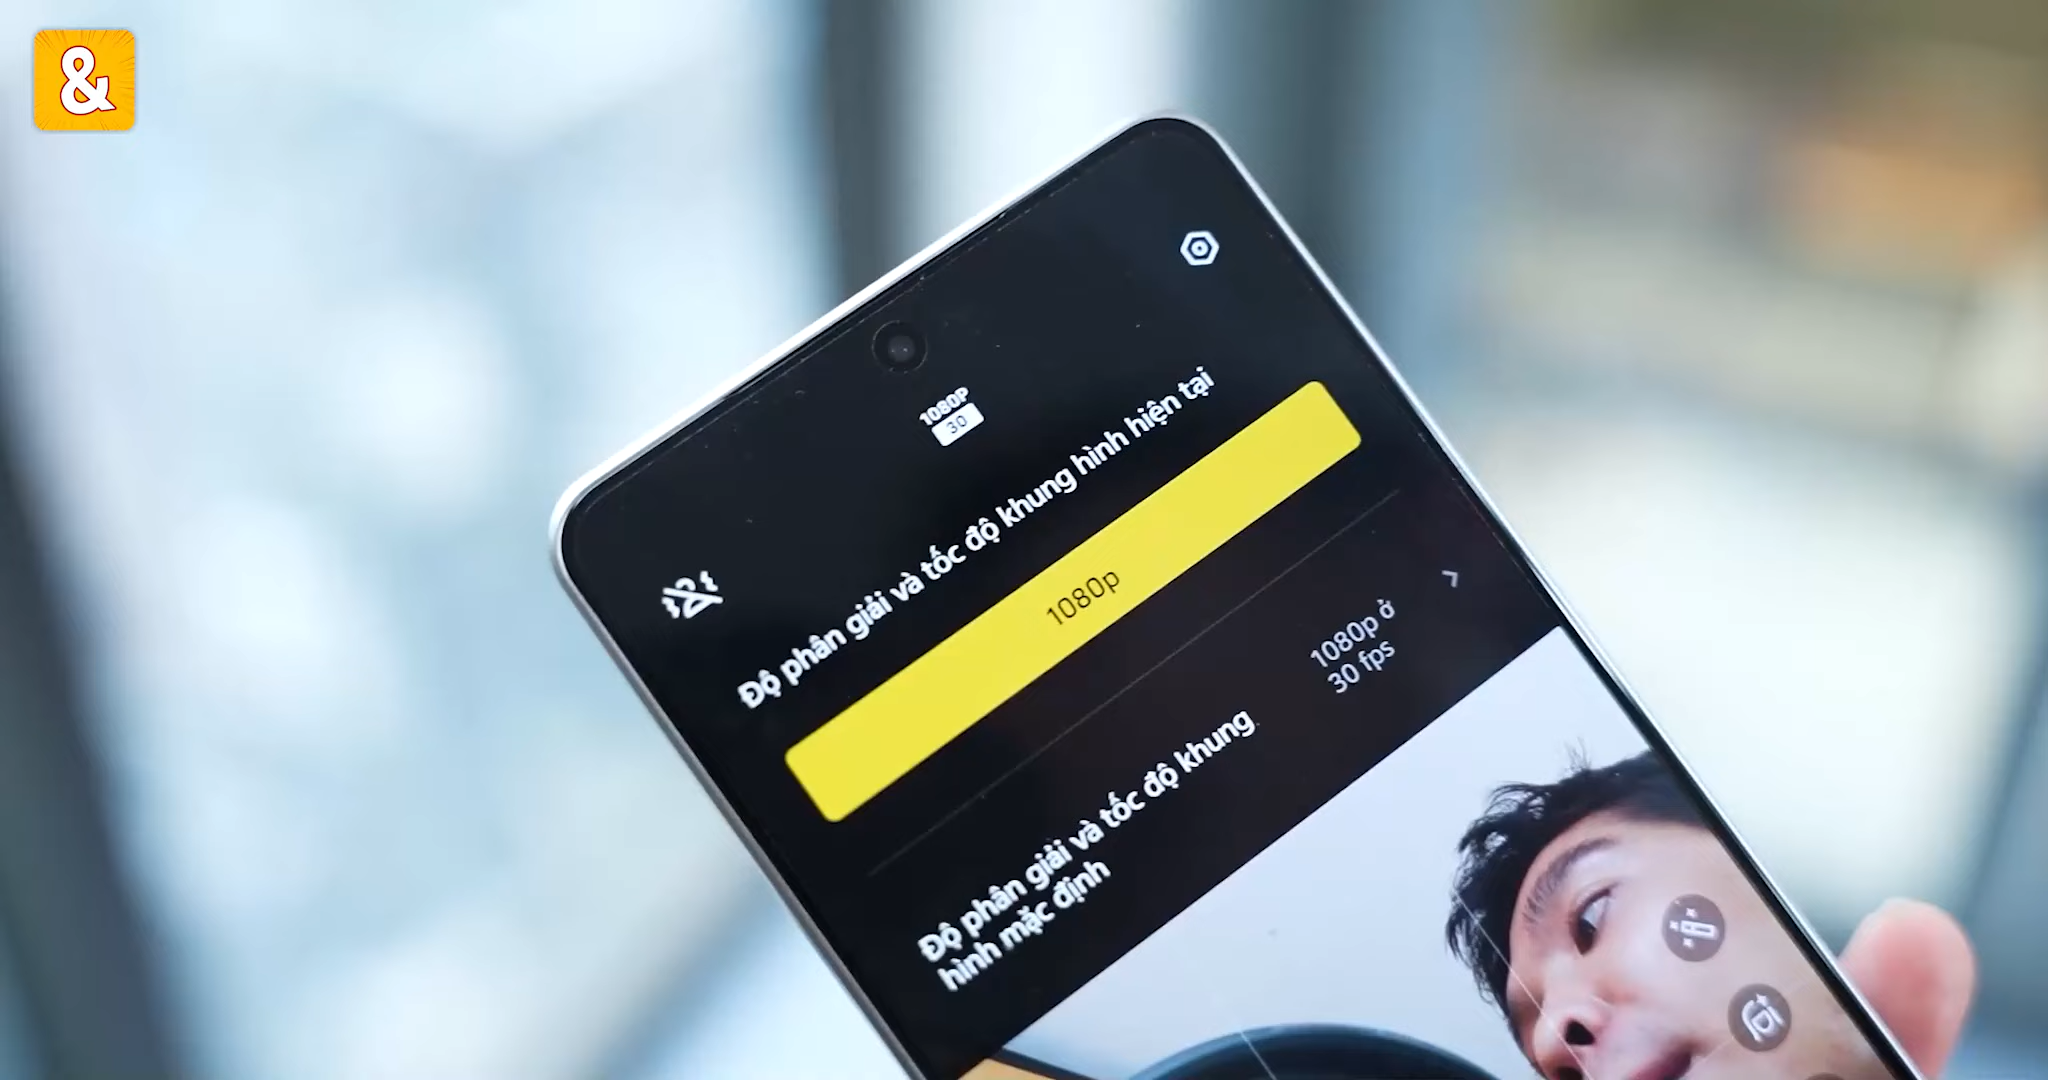 &
1080P
30
Độ phân giải và tốc độ khung hình hiện tại
1080p
Độ phân giải và tốc độ khung
hình mặc định
1080p ở
30 fps